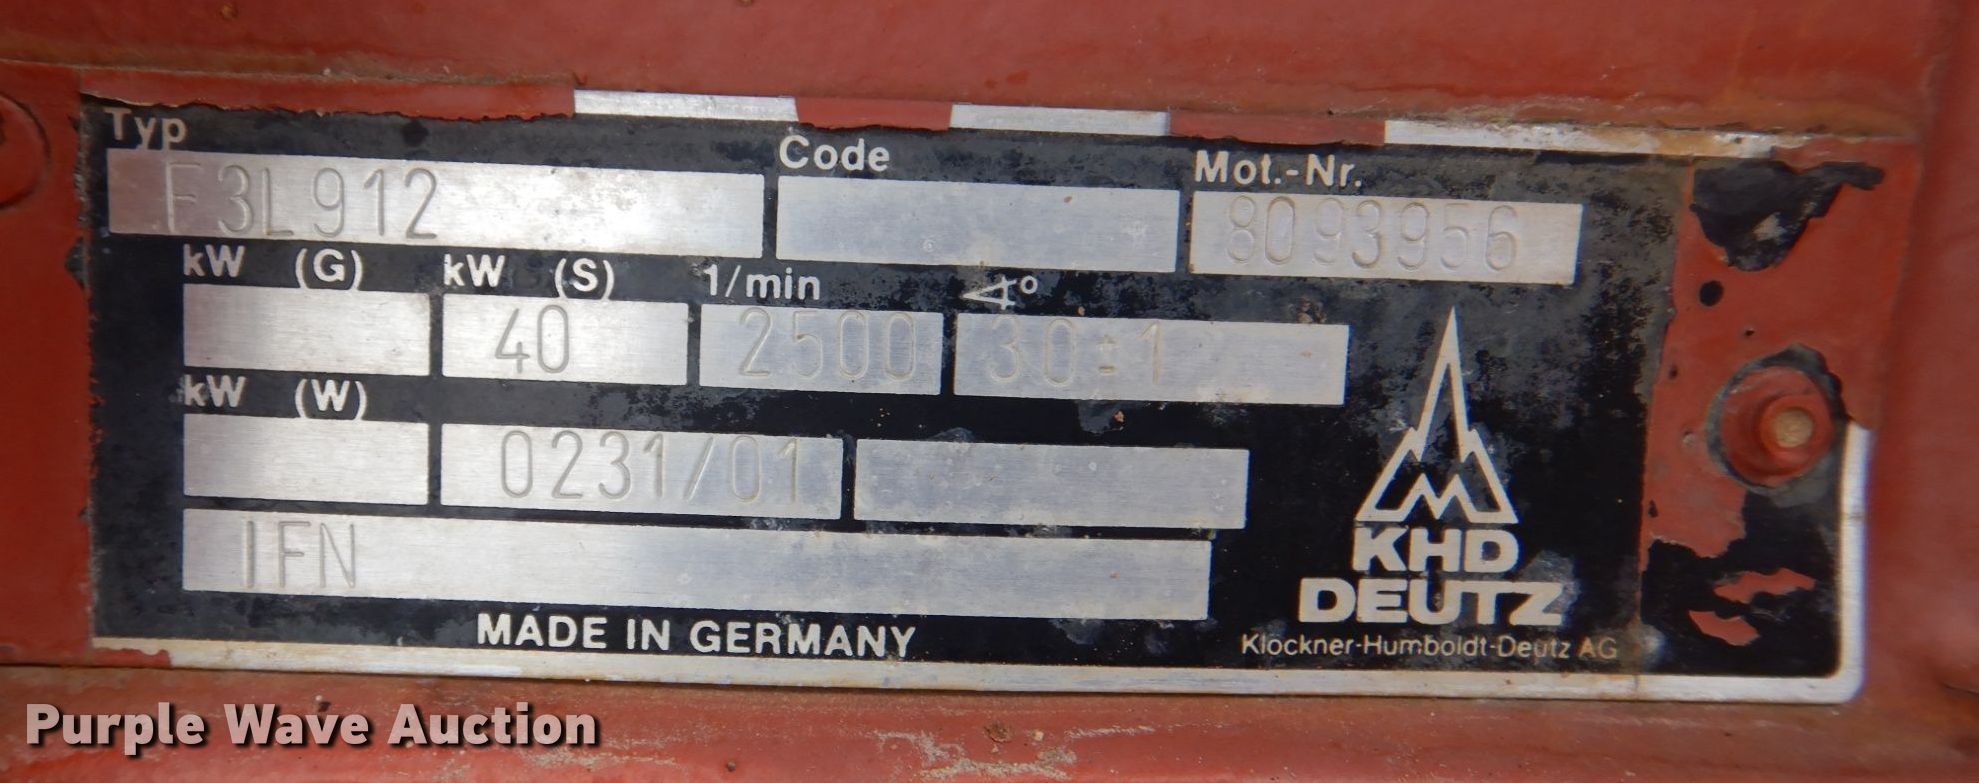 Typ Code Mot.-Nr.
F3L912 8093956
kW (G) kW (S) 1/min ∢°
40 2500 30±1
kW (W)
0231/01
IFN
MADE IN GERMANY
KHD
DEUTZ
Klöckner-Humboldt-Deutz AG
Purple Wave Auction